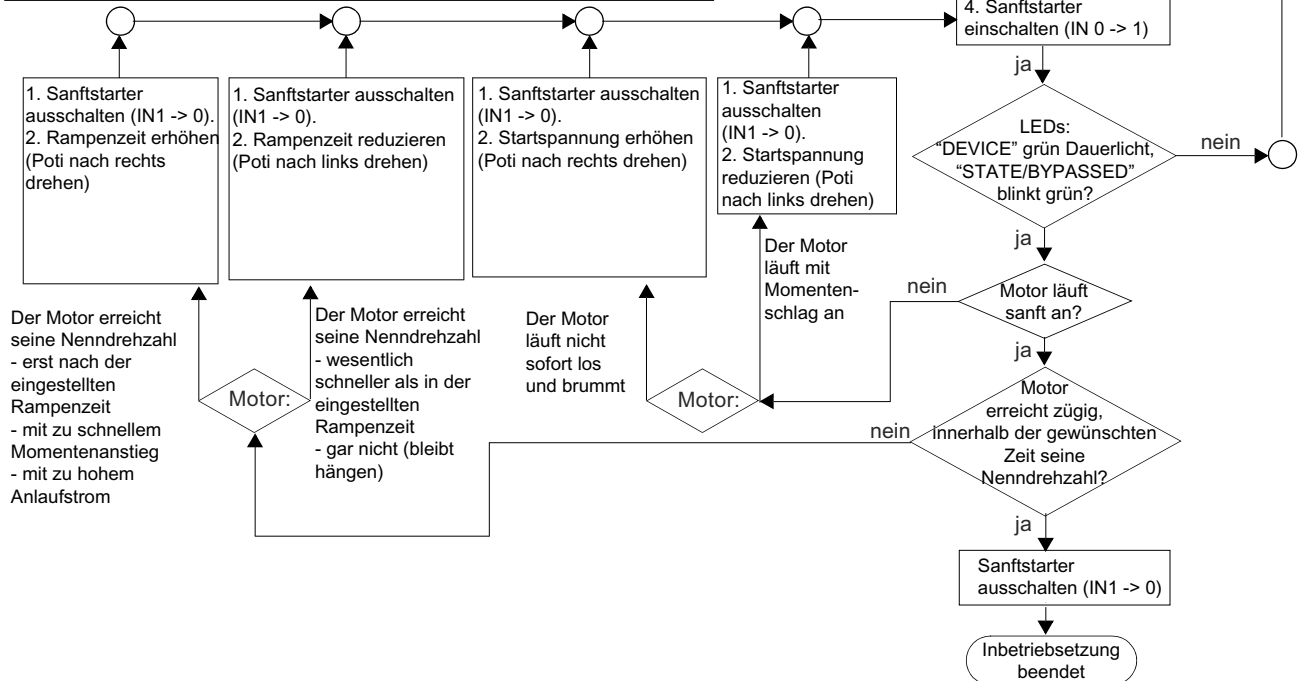 4. Sanftstarter
einschalten (IN 0 -> 1)
ja
1. Sanftstarter
ausschalten (IN1 -> 0).
2. Rampenzeit erhöhen
(Poti nach rechts
drehen)
1. Sanftstarter ausschalten
(IN1 -> 0).
2. Rampenzeit reduzieren
(Poti nach links drehen)
1. Sanftstarter ausschalten
(IN1 -> 0).
2. Startspannung erhöhen
(Poti nach rechts drehen)
1. Sanftstarter
ausschalten
(IN1 -> 0).
2. Startspannung
reduzieren (Poti
nach links drehen)
LEDs:
“DEVICE” grün Dauerlicht,
“STATE/BYPASSED”
blinkt grün?
nein
ja
Der Motor
läuft mit
Momenten-
schlag an
nein
Motor läuft
sanft an?
ja
Der Motor erreicht
seine Nenndrehzahl
- erst nach der
eingestellten
Rampenzeit
- mit zu schnellem
Momentenanstieg
- mit zu hohem
Anlaufstrom
Motor:
Der Motor erreicht
seine Nenndrehzahl
- wesentlich
schneller als in der
eingestellten
Rampenzeit
- gar nicht (bleibt
hängen)
Der Motor
läuft nicht
sofort los
und brummt
Motor:
nein
Motor
erreicht zügig,
innerhalb der gewünschten
Zeit seine
Nenndrehzahl?
ja
Sanftstarter
ausschalten (IN1 -> 0)
Inbetriebsetzung
beendet